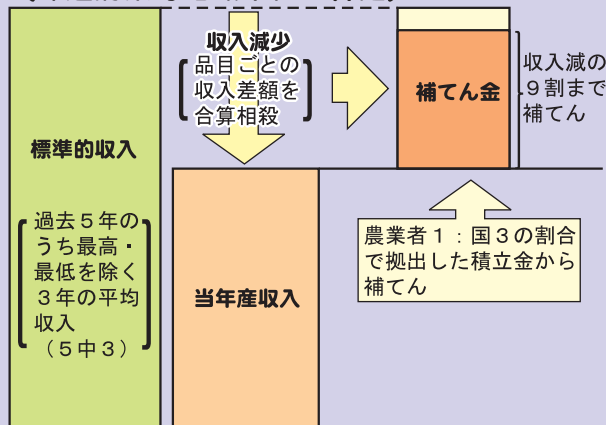 収入減少
品目ごとの
収入差額を
合算相殺
補てん金
収入減の
９割まで
補てん
標準的収入
過去５年の
うち最高・
最低を除く
３年の平均
収入
（５中３）
当年産収入
農業者１：国３の割合
で拠出した積立金から
補てん